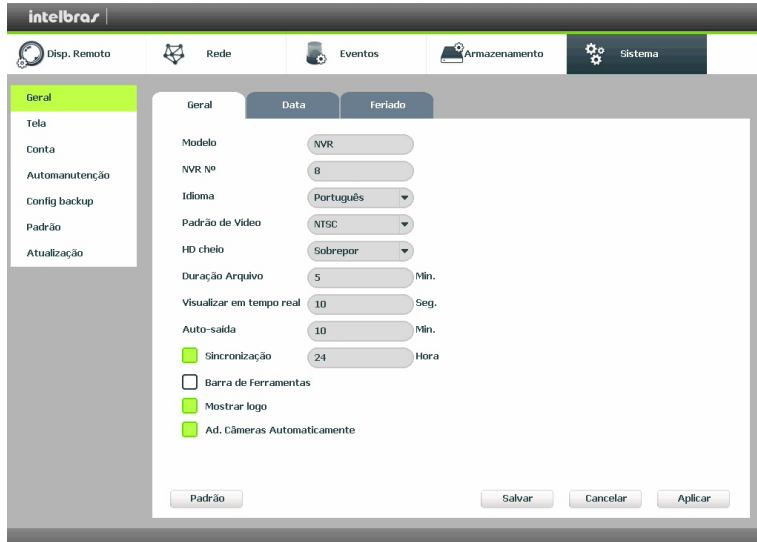 intelbras
Disp. Remoto Rede Eventos Armazenamento Sistema
Geral
Tela
Conta
Automanutenção
Config backup
Padrão
Atualização
Geral Data Feriado
Modelo NVR
NVR Nº 8
Idioma Português
Padrão de Vídeo NTSC
HD cheio Sobrepor
Duração Arquivo 5 Min.
Visualizar em tempo real 10 Seg.
Auto-saída 10 Min.
Sincronização 24 Hora
Barra de Ferramentas
Mostrar logo
Ad. Câmeras Automaticamente
Padrão Salvar Cancelar Aplicar